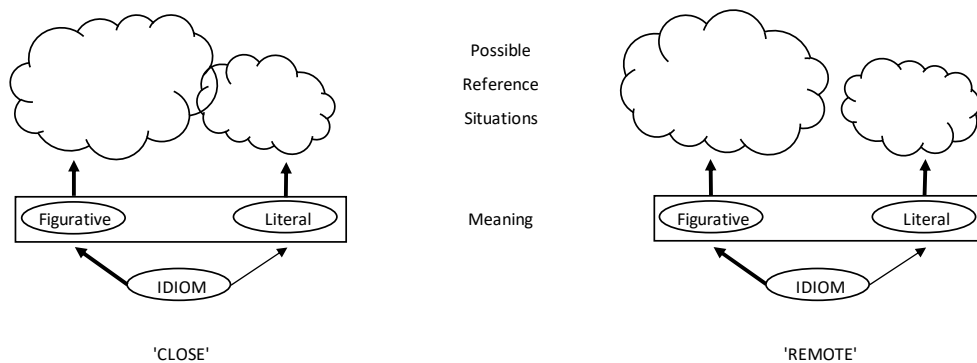 Possible
Reference
Situations
Figurative
Literal
Meaning
Figurative
Literal
IDIOM
IDIOM
'CLOSE'
'REMOTE'